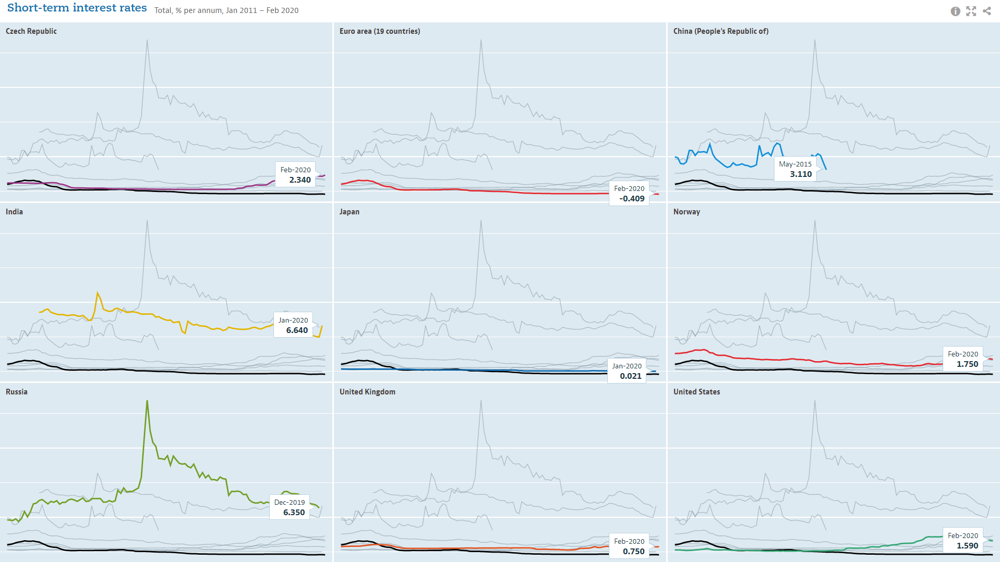 Short-term interest rates Total, % per annum, Jan 2011 – Feb 2020
Czech Republic
Feb-2020
2.340
Euro area (19 countries)
Feb-2020
-0.409
China (People's Republic of)
May-2015
3.110
India
Jan-2020
6.640
Japan
Jan-2020
0.021
Norway
Feb-2020
1.750
Russia
Dec-2019
6.350
United Kingdom
Feb-2020
0.750
United States
Feb-2020
1.590